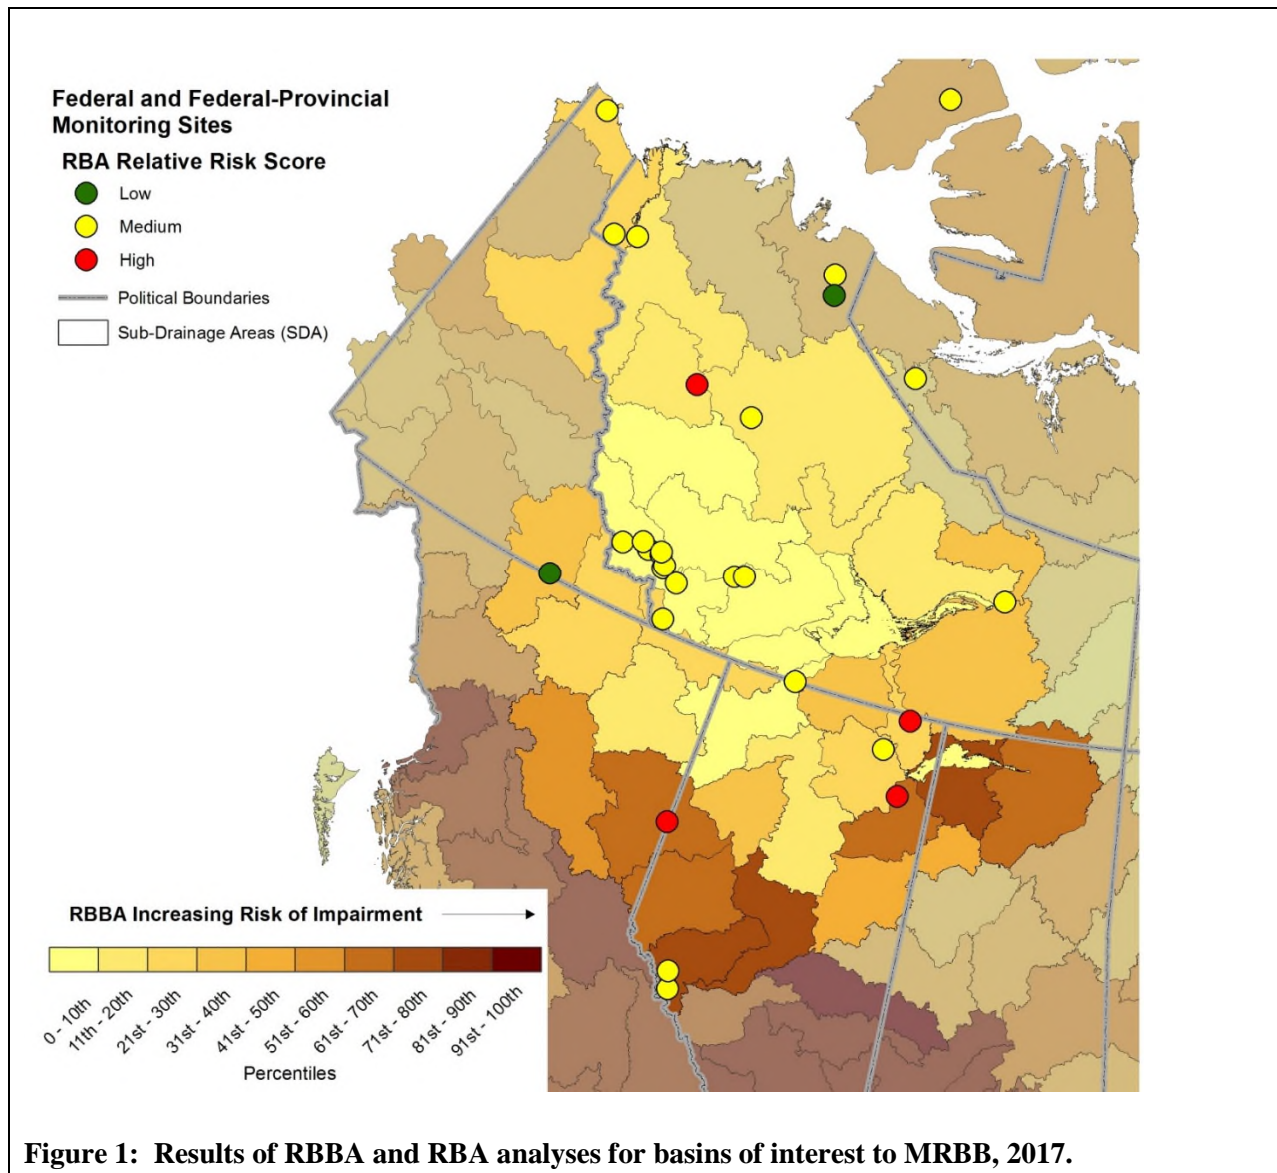 Federal and Federal-Provincial
Monitoring Sites
RBA Relative Risk Score
Low
Medium
High
Political Boundaries
Sub-Drainage Areas (SDA)
RBBA Increasing Risk of Impairment
0 - 10th
11th - 20th
21st - 30th
31st - 40th
41st - 50th
51st - 60th
61st - 70th
71st - 80th
81st - 90th
91st - 100th
Percentiles
Figure 1:  Results of RBBA and RBA analyses for basins of interest to MRBB, 2017.